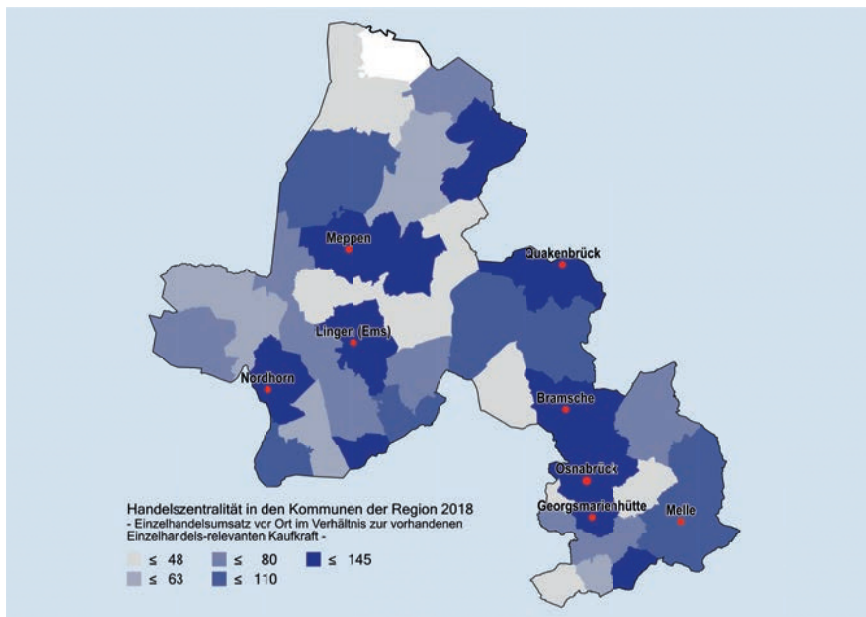 Meppen
Quakenbrück
Linger (Ems)
Nordhorn
Bramsche
Osnabrück
Georgsmarienhütte
Melle
Handelszentralität in den Kommunen der Region 2018
- Einzelhandelsumsatz vcr Ort im Verhältnis zur vorhandenen
Einzelhardels-relevanten Kaufkraft -
≤ 48 ≤ 80 ≤ 145
≤ 63 ≤ 110